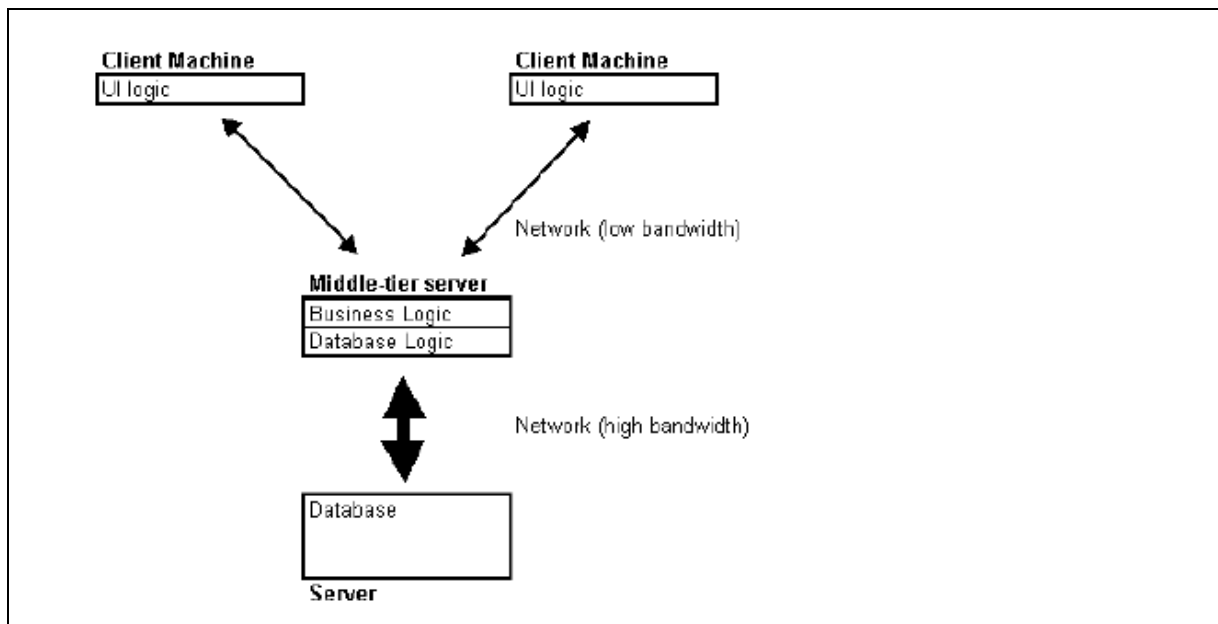 Client Machine
UI logic
Client Machine
UI logic
Network (low bandwidth)
Middle-tier server
Business Logic
Database Logic
Network (high bandwidth)
Database
Server